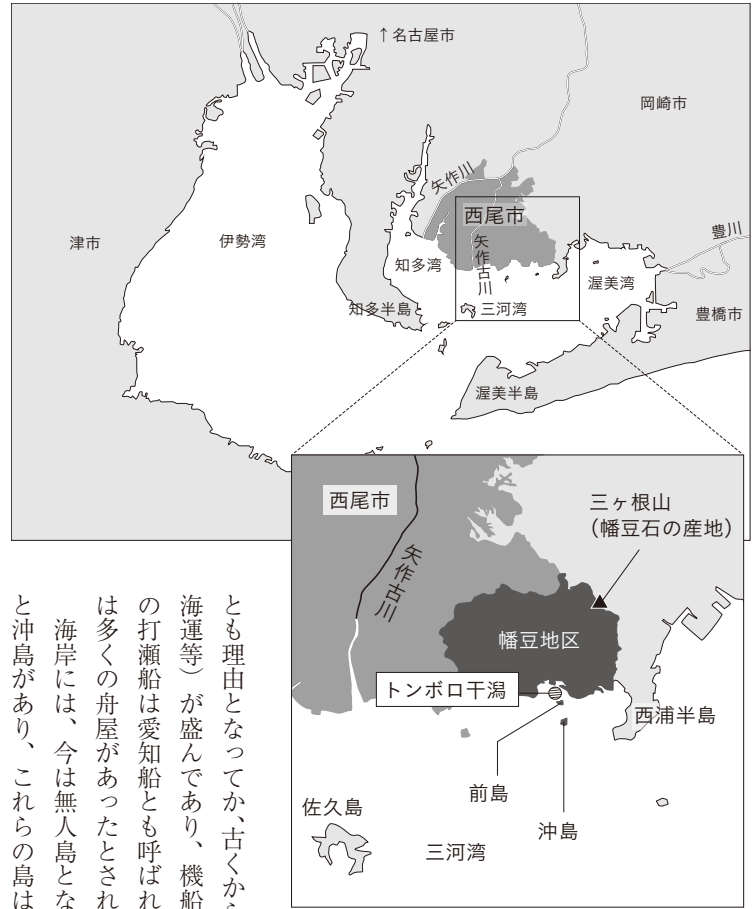 ↑名古屋市
岡崎市
矢作川
西尾市
豊川
津市
伊勢湾
知多湾
矢作古川
渥美湾
知多半島
三河湾
豊橋市
渥美半島
西尾市
三ヶ根山
(幡豆石の産地)
矢作古川
幡豆地区
トンボロ干潟
西浦半島
前島
沖島
佐久島
三河湾
とも理由となってか、古くから
海運等）が盛んであり、機船
の打瀬船は愛知船とも呼ばれ
は多くの舟屋があったとされ
海岸には、今は無人島とな
と沖島があり、これらの島は